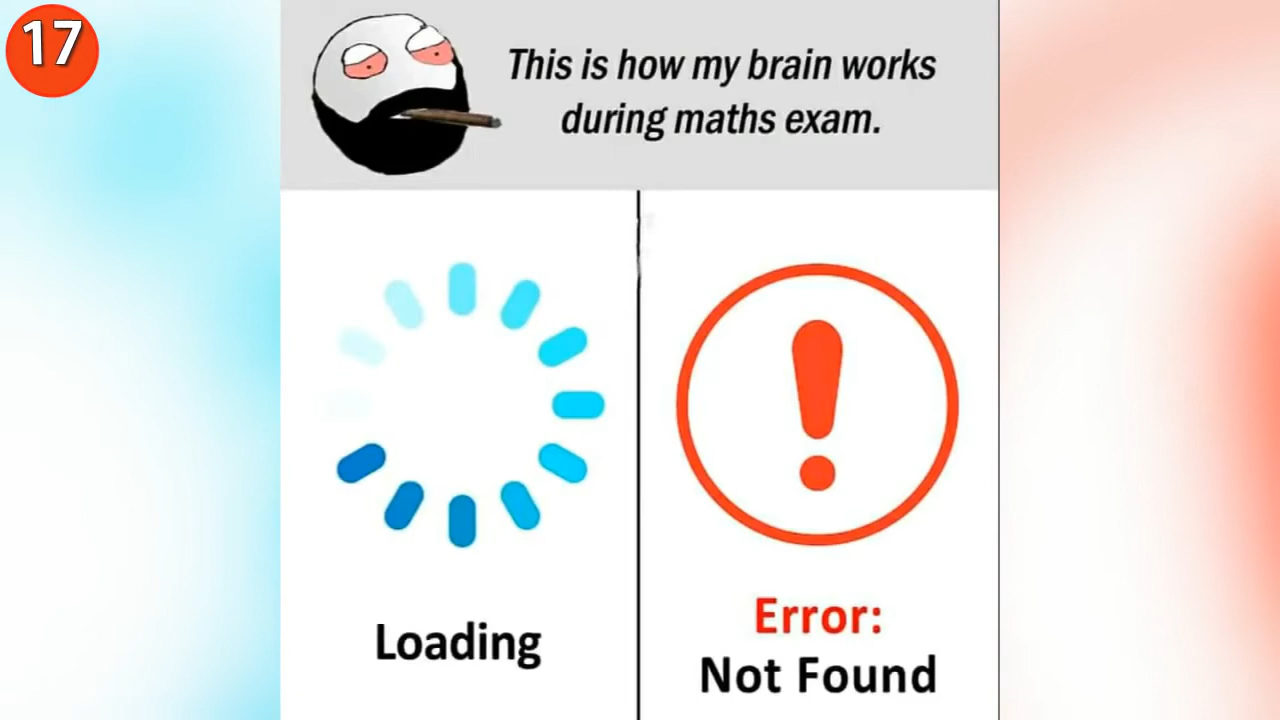 17
This is how my brain works
during maths exam.
Loading
Error:
Not Found